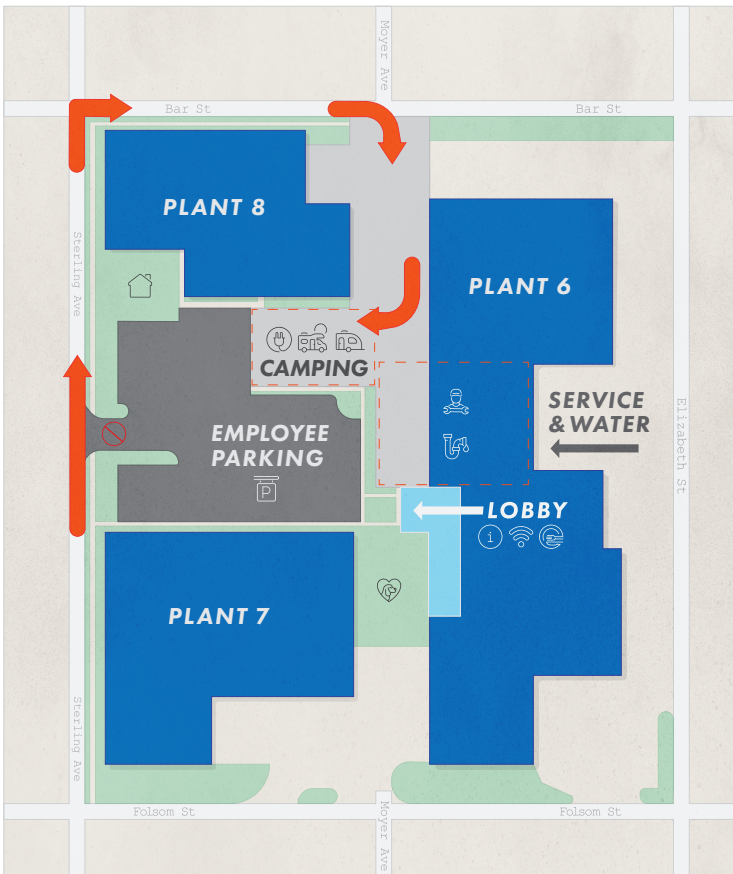 Moyer Ave
Bar St
Bar St
PLANT 8
Sterling Ave
PLANT 6
CAMPING
SERVICE
& WATER
Elizabeth St
EMPLOYEE
PARKING
P
LOBBY
i
PLANT 7
Sterling Ave
Folsom St
Folsom St
Moyer Ave